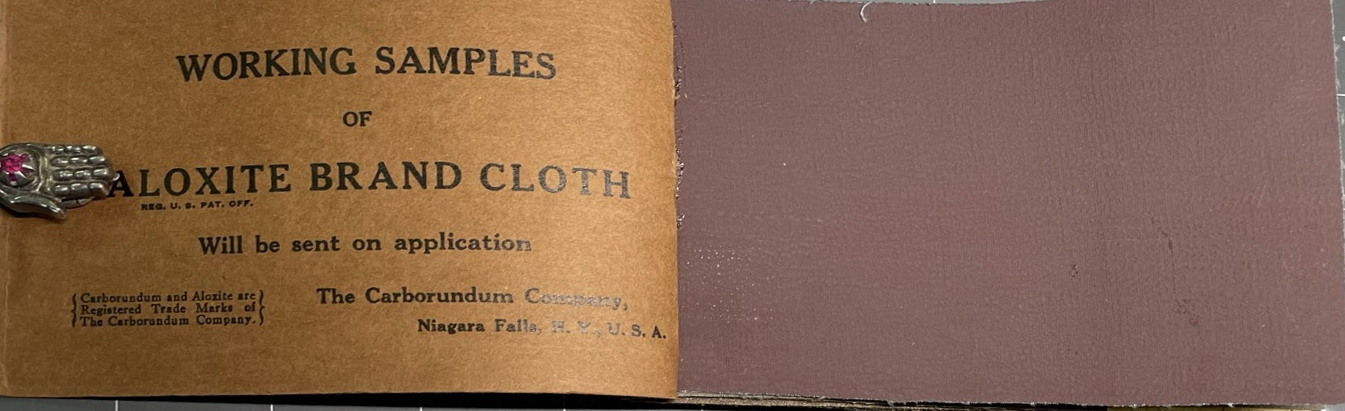 WORKING SAMPLES
OF
ALOXITE BRAND CLOTH
REG. U. S. PAT. OFF.
Will be sent on application
Carborundum and Aloxite are
Registered Trade Marks of
The Carborundum Company.
The Carborundum Company,
Niagara Falls, N. Y., U. S. A.